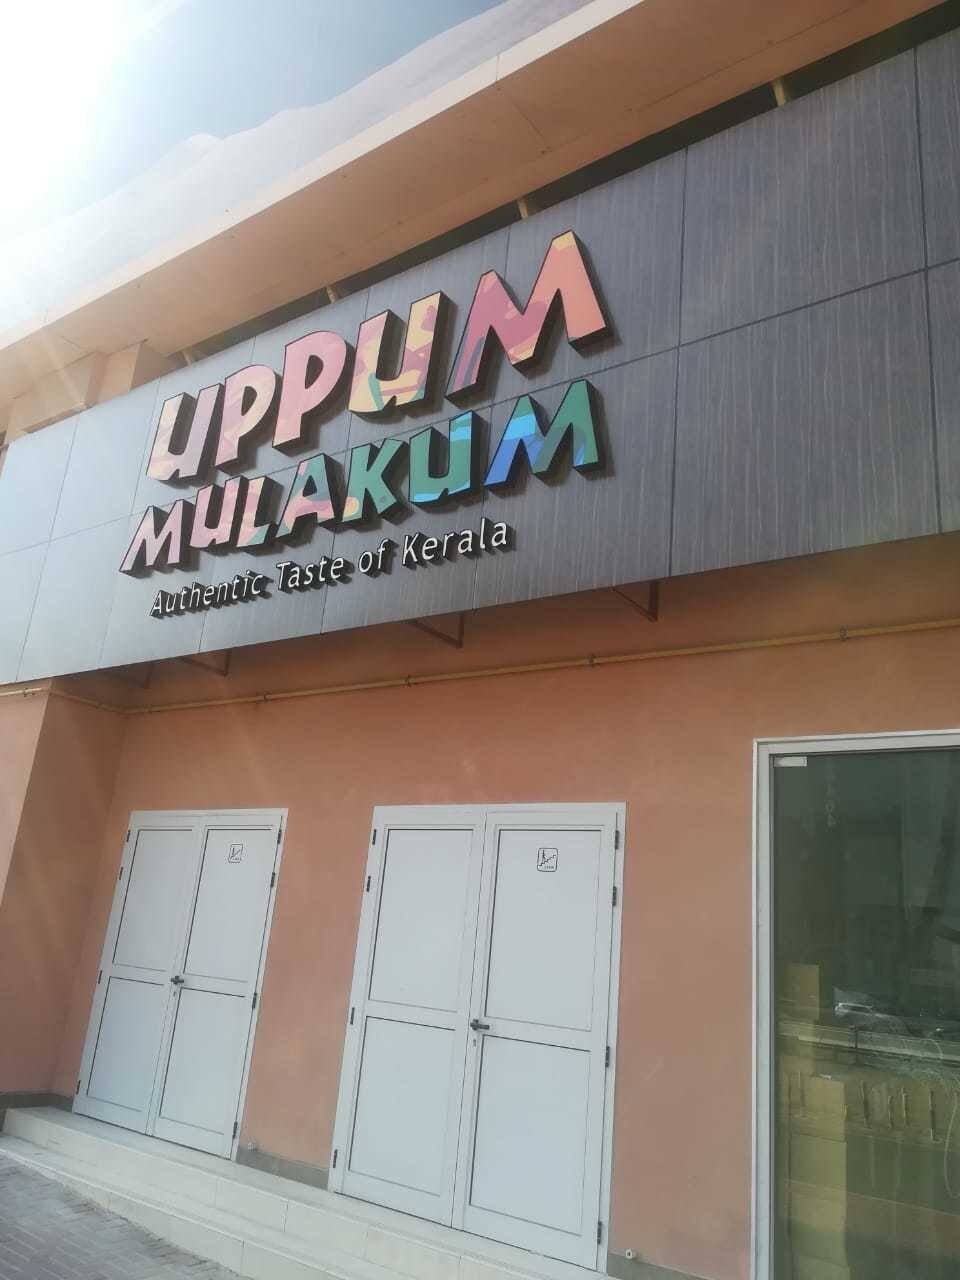 UPPUM
MULAKUM
Authentic Taste of Kerala